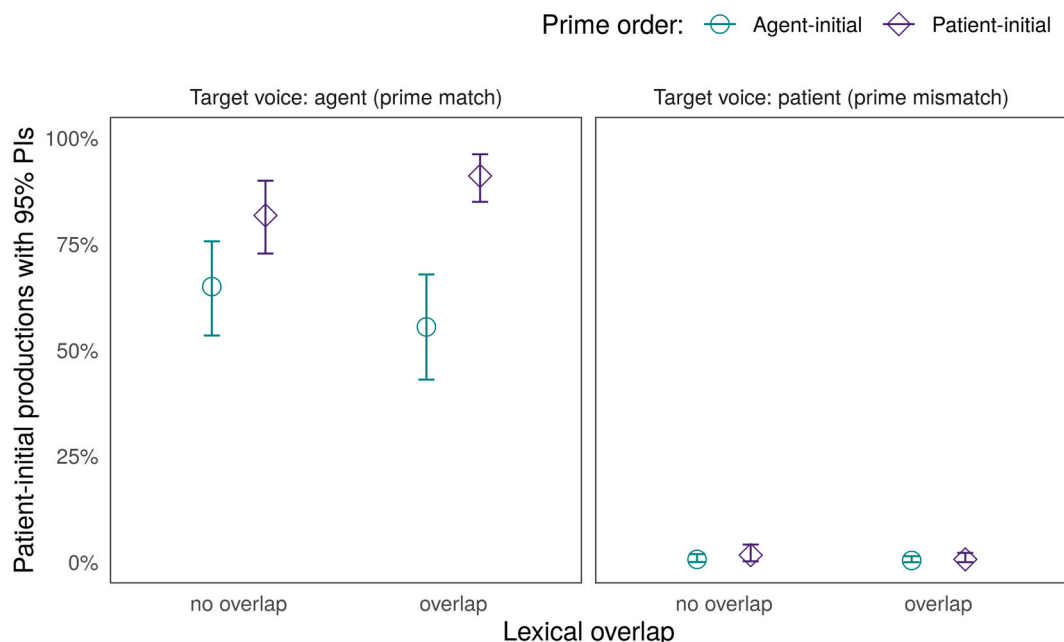 Prime order: Agent-initial Patient-initial
Target voice: agent (prime match) Target voice: patient (prime mismatch)
Patient-initial productions with 95% PIs
100%
75%
50%
25%
0%
no overlap overlap no overlap overlap
Lexical overlap